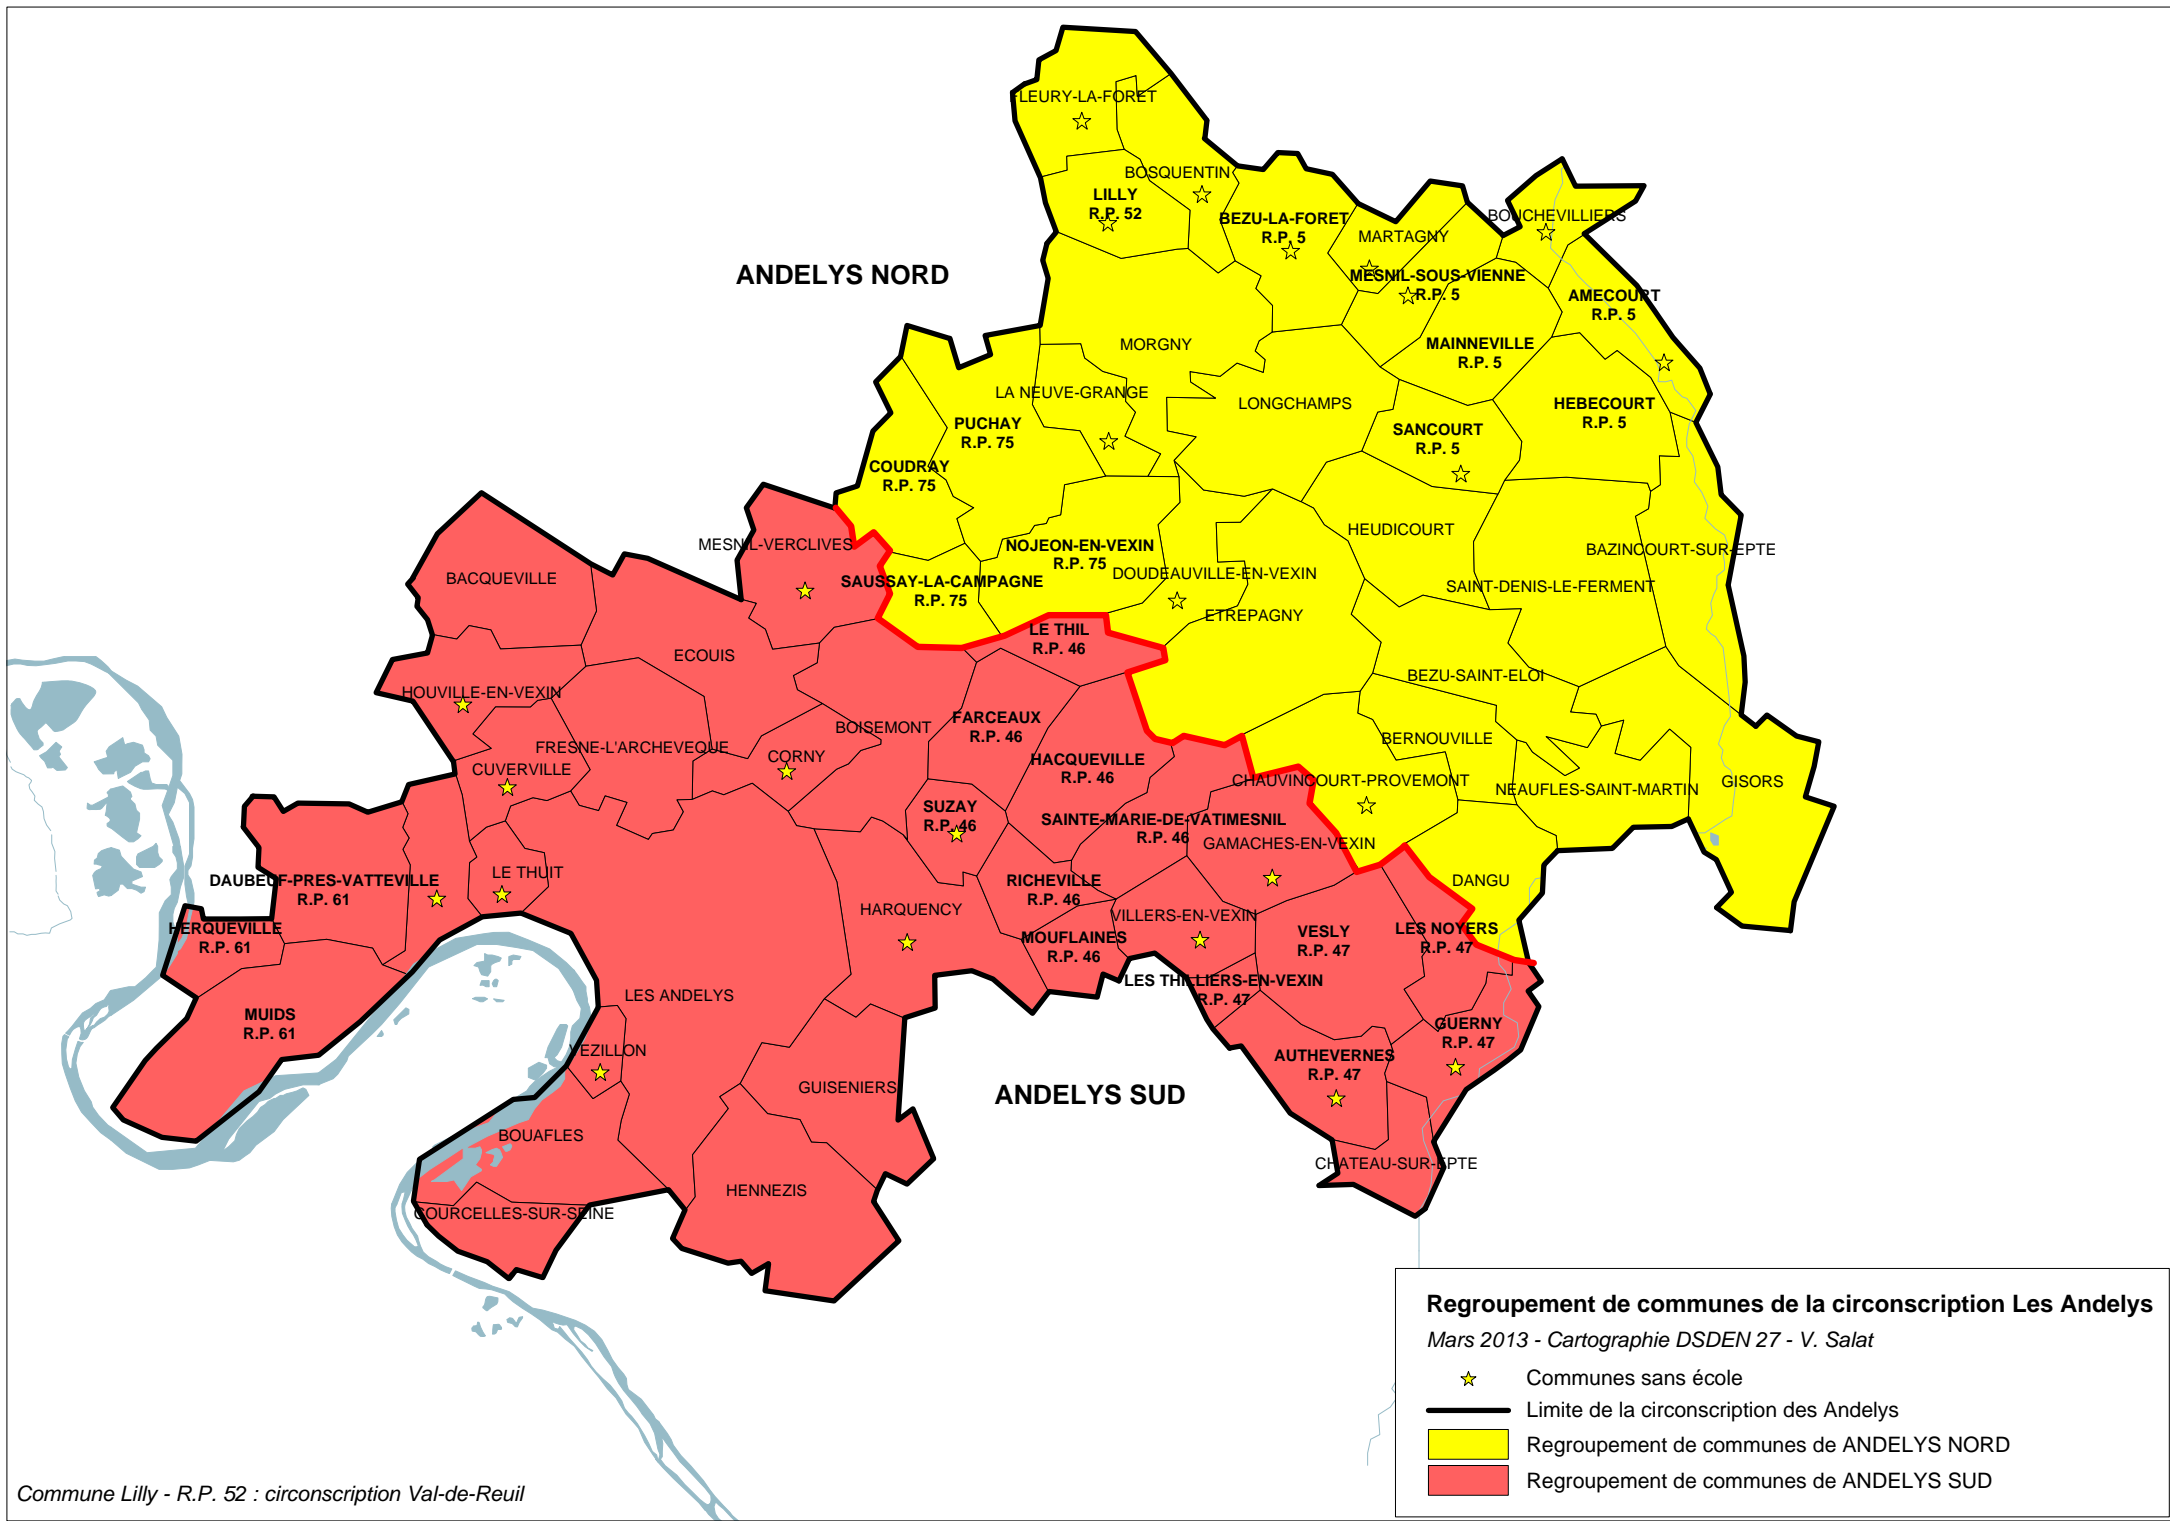 FLEURY-LA-FORET
BOSQUENTIN
LILLY
R.P. 52
BEZU-LA-FORET
R.P. 5
MARTAGNY
BOUCHEVILLIERS
ANDELYS NORD
MESNIL-SOUS-VIENNE
R.P. 5
AMECOURT
R.P. 5
MORGNY
MAINNEVILLE
R.P. 5
LA NEUVE-GRANGE
LONGCHAMPS
HEBECOURT
R.P. 5
PUCHAY
R.P. 75
SANCOURT
R.P. 5
COUDRAY
R.P. 75
HEUDICOURT
MESNIL-VERCLIVES
NOJEON-EN-VEXIN
R.P. 75
BAZINCOURT-SUR-EPTE
BACQUEVILLE
SAUSSAY-LA-CAMPAGNE
R.P. 75
DOUDEAUVILLE-EN-VEXIN
SAINT-DENIS-LE-FERMENT
ETREPAGNY
LE THIL
R.P. 46
ECOUIS
BEZU-SAINT-ELOI
HOUVILLE-EN-VEXIN
FARCEAUX
R.P. 46
BOISEMONT
BERNOUVILLE
FRESNE-L'ARCHEVEQUE
CORNY
HACQUEVILLE
R.P. 46
CUVERVILLE
CHAUVINCOURT-PROVEMONT
NEAUFLES-SAINT-MARTIN
GISORS
SUZAY
R.P. 46
SAINTE-MARIE-DE-VATIMESNIL
R.P. 46
GAMACHES-EN-VEXIN
LE THUIT
DAUBEUF-PRES-VATTEVILLE
R.P. 61
RICHEVILLE
R.P. 46
DANGU
HARQUENCY
VILLERS-EN-VEXIN
HERQUEVILLE
R.P. 61
MOUFLAINES
R.P. 46
VESLY
R.P. 47
LES NOYERS
R.P. 47
LES THILLIERS-EN-VEXIN
R.P. 47
LES ANDELYS
MUIDS
R.P. 61
GUERNY
R.P. 47
VEZILLON
AUTHEVERNES
R.P. 47
GUISENIERS
ANDELYS SUD
BOUAFLES
CHATEAU-SUR-EPTE
HENNEZIS
COURCELLES-SUR-SEINE
Regroupement de communes de la circonscription Les Andelys
Mars 2013 - Cartographie DSDEN 27 - V. Salat
Communes sans école
Limite de la circonscription des Andelys
Regroupement de communes de ANDELYS NORD
Regroupement de communes de ANDELYS SUD
Commune Lilly - R.P. 52 : circonscription Val-de-Reuil